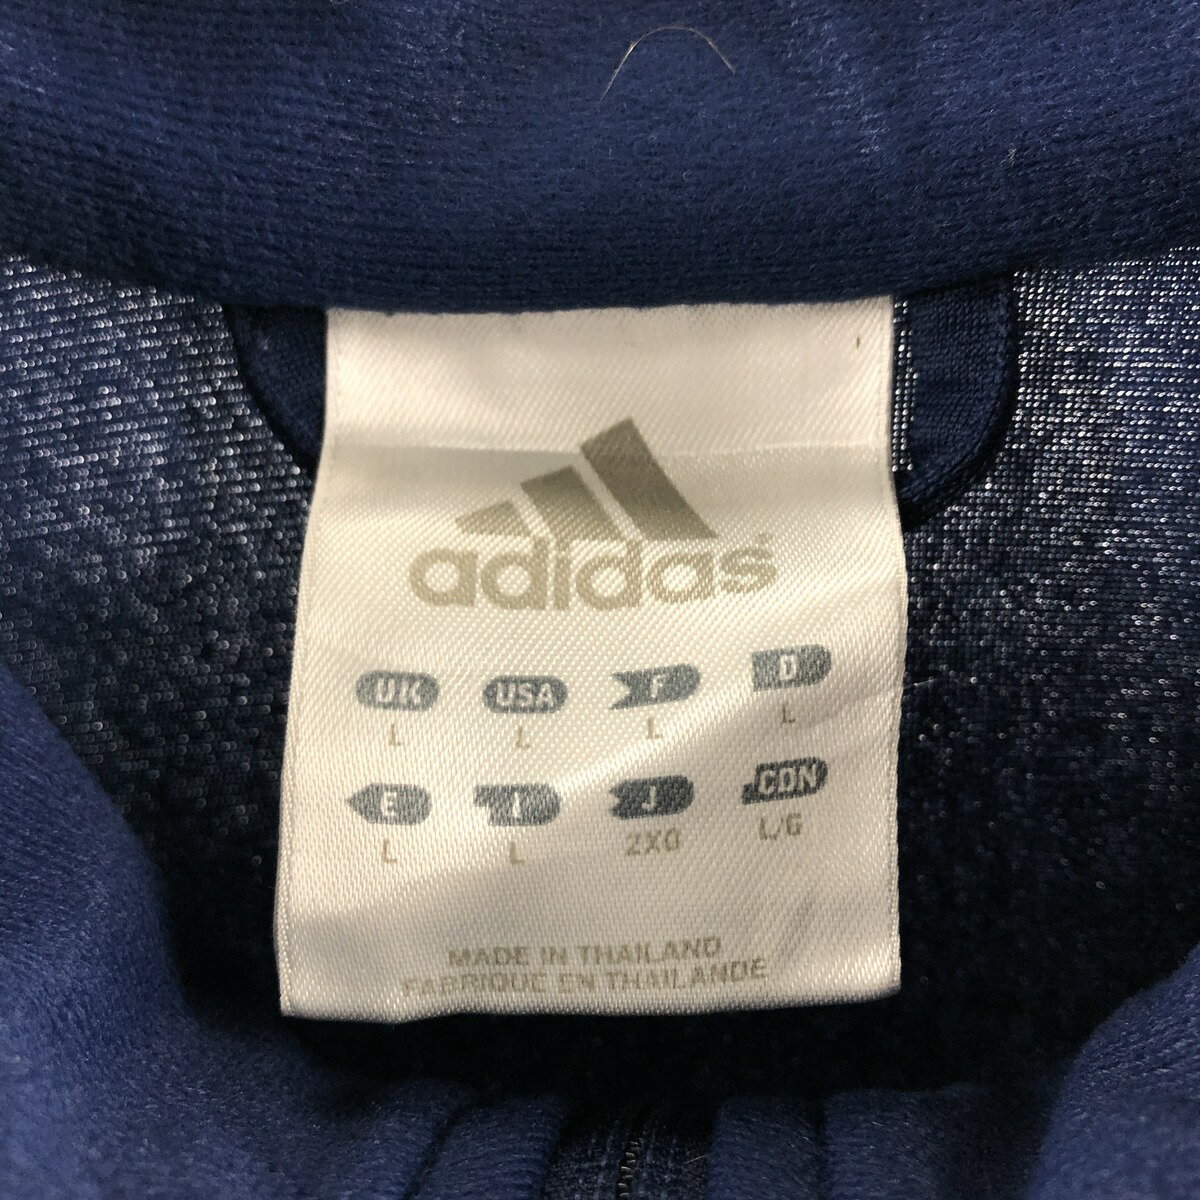 adidas
UK USA F D
L L L L
E I J CDN
L L 2XO L/G
MADE IN THAILAND
FABRIQUE EN THAILANDE